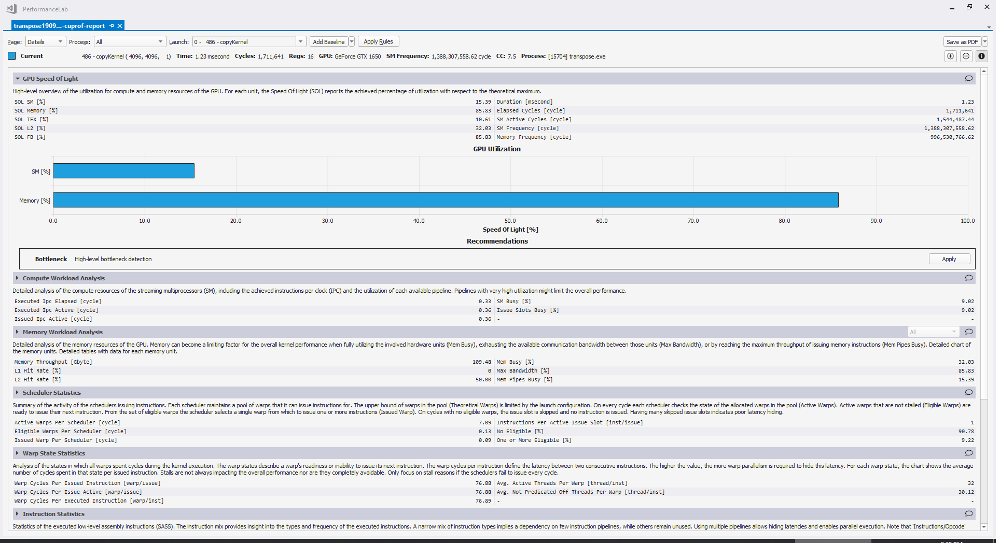 PerformanceLab
transpose1909...-cuprof-report
Page: Details Process: All Launch: 0 - 486 - copyKernel Add Baseline Apply Rules Save as PDF
Current 486 - copyKernel ( 4096, 4096, 1) Time: 1.23 msecond Cycles: 1,711,641 Regs: 16 GPU: GeForce GTX 1650 SM Frequency: 1,388,307,558.62 cycle CC: 7.5 Process: [15704] transpose.exe
GPU Speed Of Light
High-level overview of the utilization for compute and memory resources of the GPU. For each unit, the Speed Of Light (SOL) reports the achieved percentage of utilization with respect to the theoretical maximum.
SOL SM [%] 15.39 Duration [msecond] 1.23
SOL Memory [%] 85.83 Elapsed Cycles [cycle] 1,711,641
SOL TEX [%] 10.61 SM Active Cycles [cycle] 1,544,487.44
SOL L2 [%] 32.03 SM Frequency [cycle] 1,388,307,558.62
SOL FB [%] 85.83 Memory Frequency [cycle] 996,530,766.62
GPU Utilization
SM [%]
Memory [%]
0.0 10.0 20.0 30.0 40.0 50.0 60.0 70.0 80.0 90.0 100.0
Speed Of Light [%]
Recommendations
Bottleneck High-level bottleneck detection Apply
Compute Workload Analysis
Detailed analysis of the compute resources of the streaming multiprocessors (SM), including the achieved instructions per clock (IPC) and the utilization of each available pipeline. Pipelines with very high utilization might limit the overall performance.
Executed Ipc Elapsed [cycle] 0.33 SM Busy [%] 9.02
Executed Ipc Active [cycle] 0.36 Issue Slots Busy [%] 9.02
Issued Ipc Active [cycle] 0.36 - -
Memory Workload Analysis All
Detailed analysis of the memory resources of the GPU. Memory can become a limiting factor for the overall kernel performance when fully utilizing the involved hardware units (Mem Busy), exhausting the available communication bandwidth between those units (Max Bandwidth), or by reaching the maximum throughput of issuing memory instructions (Mem Pipes Busy). Detailed chart of
the memory units. Detailed tables with data for each memory unit.
Memory Throughput [Gbyte] 109.48 Mem Busy [%] 32.03
L1 Hit Rate [%] 0 Max Bandwidth [%] 85.83
L2 Hit Rate [%] 50.00 Mem Pipes Busy [%] 15.39
Scheduler Statistics
Summary of the activity of the schedulers issuing instructions. Each scheduler maintains a pool of warps that it can issue instructions for. The upper bound of warps in the pool (Theoretical Warps) is limited by the launch configuration. On every cycle each scheduler checks the state of the allocated warps in the pool (Active Warps). Active warps that are not stalled (Eligible Warps) are
ready to issue their next instruction. From the set of eligible warps the scheduler selects a single warp from which to issue one or more instructions (Issued Warp). On cycles with no eligible warps, the issue slot is skipped and no instruction is issued. Having many skipped issue slots indicates poor latency hiding.
Active Warps Per Scheduler [cycle] 7.09 Instructions Per Active Issue Slot [inst/issue] 1
Eligible Warps Per Scheduler [cycle] 0.13 No Eligible [%] 90.78
Issued Warp Per Scheduler [cycle] 0.09 One or More Eligible [%] 9.22
Warp State Statistics
Analysis of the states in which all warps spent cycles during the kernel execution. The warp states describe a warp's readiness or inability to issue its next instruction. The warp cycles per instruction define the latency between two consecutive instructions. The higher the value, the more warp parallelism is required to hide this latency. For each warp state, the chart shows the average
number of cycles spent in that state per issued instruction. Stalls are not always impacting the overall performance nor are they completely avoidable. Only focus on stall reasons if the schedulers fail to issue every cycle.
Warp Cycles Per Issued Instruction [warp/issue] 76.88 Avg. Active Threads Per Warp [thread/inst] 32
Warp Cycles Per Issue Active [warp/issue] 76.88 Avg. Not Predicated Off Threads Per Warp [thread/inst] 30.12
Warp Cycles Per Executed Instruction [warp/inst] 76.89 - -
Instruction Statistics
Statistics of the executed low-level assembly instructions (SASS). The instruction mix provides insight into the types and frequency of the executed instructions. A narrow mix of instruction types implies a dependency on few instruction pipelines, while others remain unused. Using multiple pipelines allows hiding latencies and enables parallel execution. Note that 'Instructions/Opcode'